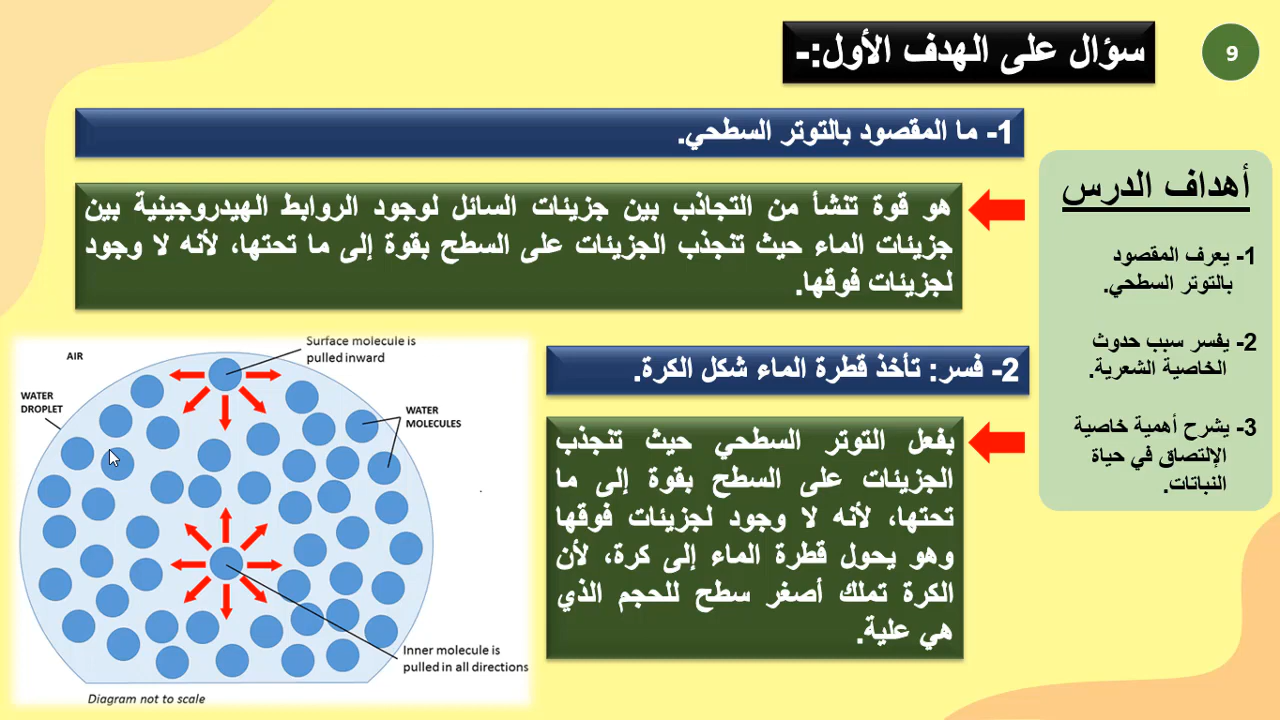 9
سؤال على الهدف الأول:-
1- ما المقصود بالتوتر السطحي.
هو قوة تنشأ من التجاذب بين جزيئات السائل لوجود الروابط الهيدروجينية بين
جزيئات الماء حيث تنجذب الجزيئات على السطح بقوة إلى ما تحتها، لأنه لا وجود
لجزيئات فوقها.
أهداف الدرس
1- يعرف المقصود
بالتوتر السطحي.
2- يفسر سبب حدوث
الخاصية الشعرية.
3- يشرح أهمية خاصية
الإلتصاق في حياة
النباتات.
2- فسر: تأخذ قطرة الماء شكل الكرة.
بفعل التوتر السطحي حيث تنجذب
الجزيئات على السطح بقوة إلى ما
تحتها، لأنه لا وجود لجزيئات فوقها
وهو يحول قطرة الماء إلى كرة، لأن
الكرة تملك أصغر سطح للحجم الذي
هي علية.
Surface molecule is
pulled inward
AIR
WATER
DROPLET
WATER
MOLECULES
Inner molecule is
pulled in all directions
Diagram not to scale